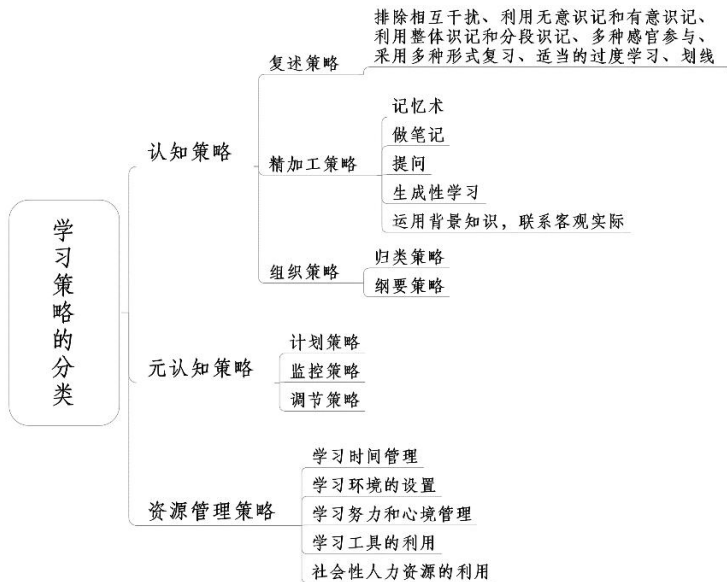 学习策略的分类
认知策略
复述策略
排除相互干扰、利用无意识记和有意识记、
利用整体识记和分段识记、多种感官参与、
采用多种形式复习、适当的过度学习、划线
精加工策略
记忆术
做笔记
提问
生成性学习
运用背景知识，联系客观实际
组织策略
归类策略
纲要策略
元认知策略
计划策略
监控策略
调节策略
资源管理策略
学习时间管理
学习环境的设置
学习努力和心境管理
学习工具的利用
社会性人力资源的利用